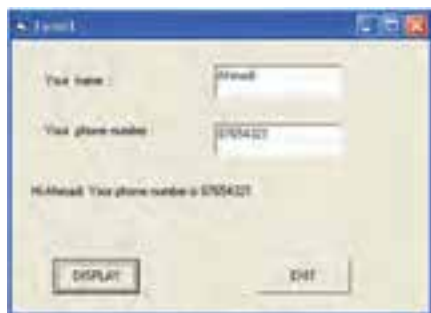 Form1
Your name :
Ahmadi
Your phone number
07654321
Hi Ahmadi Your phone number is 07654321
DISPLAY
EXIT